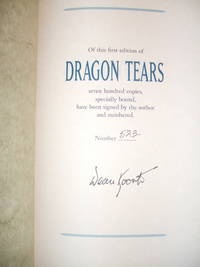 Of this first edition of
DRAGON TEARS
seven hundred copies,
specially bound,
have been signed by the author
and numbered.
Number 523
Dean Koontz